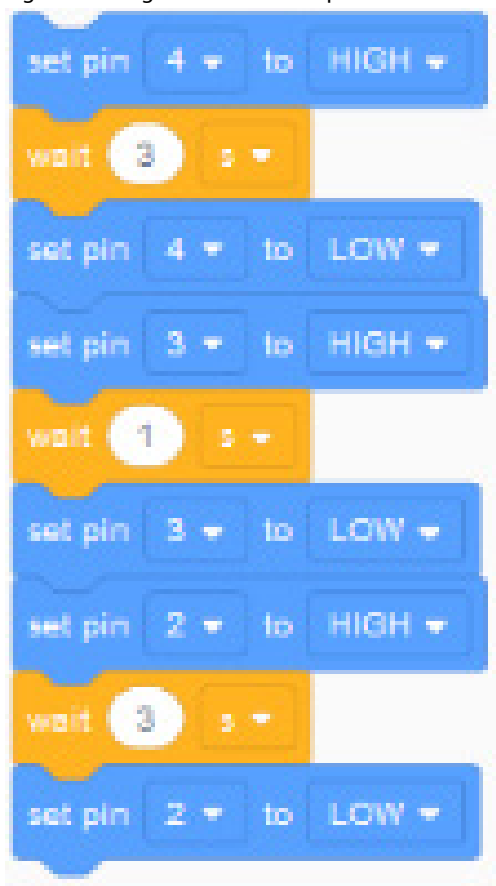 set pin 4 to HIGH
wait 3 s
set pin 4 to LOW
set pin 3 to HIGH
wait 1 s
set pin 3 to LOW
set pin 2 to HIGH
wait 3 s
set pin 2 to LOW